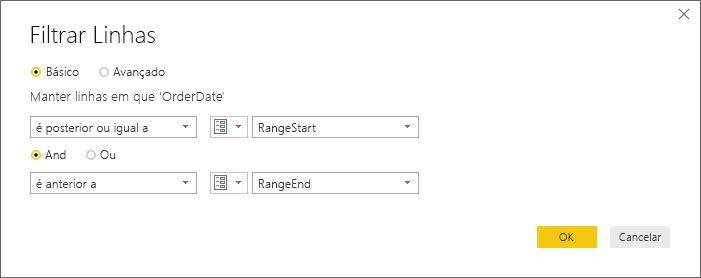 Filtrar Linhas
Básico Avançado
Manter linhas em que 'OrderDate'
é posterior ou igual a RangeStart
And Ou
é anterior a RangeEnd
OK Cancelar